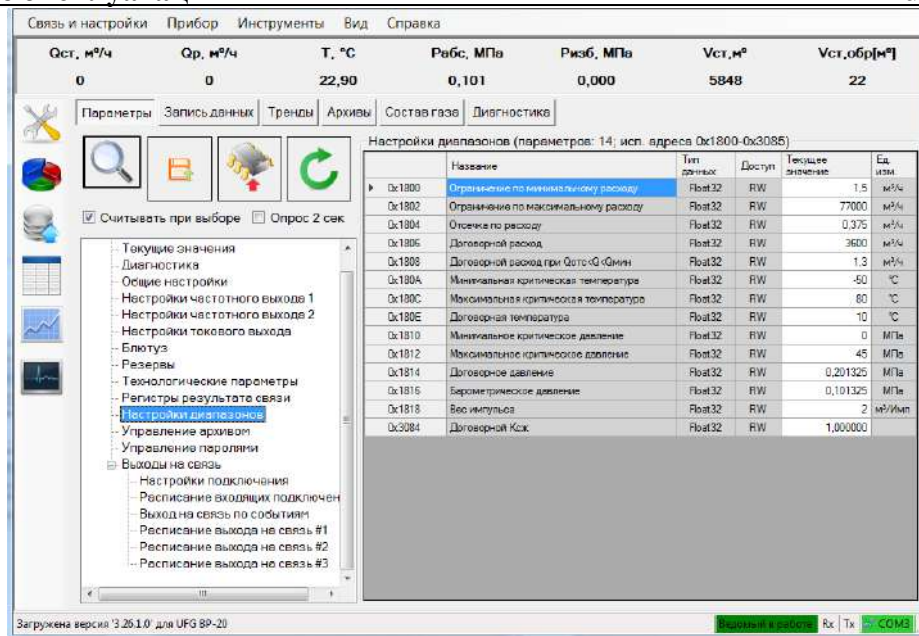 Связь и настройки Прибор Инструменты Вид Справка
Qст, м³/ч Qр, м³/ч Т, °С Рабс, МПа Ризб, МПа Vст,м³ Vст,обр[м³]
0 0 22,90 0,101 0,000 5848 22
Параметры Запись данных Тренды Архивы Состав газа Диагностика
Настройки диапазонов (параметров: 14; исп. адреса 0x1800-0x3085)
Название Тип данных Доступ Текущее значение Ед. изм.
0x1800 Ограничение по минимальному расходу Float32 RW 1,5 м³/ч
0x1802 Ограничение по максимальному расходу Float32 RW 77000 м³/ч
0x1804 Отсечка по расходу Float32 RW 0,375 м³/ч
0x1806 Договорной расход Float32 RW 3600 м³/ч
0x1808 Договорной расход при Qотс<Q<Qмин Float32 RW 1,3 м³/ч
0x180A Минимальная критическая температура Float32 RW -50 °С
0x180C Максимальная критическая температура Float32 RW 80 °С
0x180E Договорная температура Float32 RW 10 °С
0x1810 Минимальное критическое давление Float32 RW 0 МПа
0x1812 Максимальное критическое давление Float32 RW 45 МПа
0x1814 Договорное давление Float32 RW 0,201325 МПа
0x1816 Барометрическое давление Float32 RW 0,101325 МПа
0x1818 Вес импульса Float32 RW 2 м³/Имп
0x3084 Договорной Ксж Float32 RW 1,000000
Считывать при выборе Опрос 2 сек
Текущие значения
Диагностика
Общие настройки
Настройки частотного выхода 1
Настройки частотного выхода 2
Настройки токового выхода
Блютуз
Резервы
Технологические параметры
Регистры результата связи
Настройки диапазонов
Управление архивом
Управление паролями
Выходы на связь
Настройки подключения
Расписание входящих подключен
Выход на связь по событиям
Расписание выхода на связь #1
Расписание выхода на связь #2
Расписание выхода на связь #3
Загружена версия '3.26.1.0' для UFG ВР-20 Ведомый в работе Rx Tx COM3